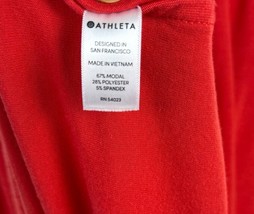 ATHLETA
DESIGNED IN
SAN FRANCISCO
MADE IN VIETNAM
67% MODAL
28% POLYESTER
5% SPANDEX
RN 54023